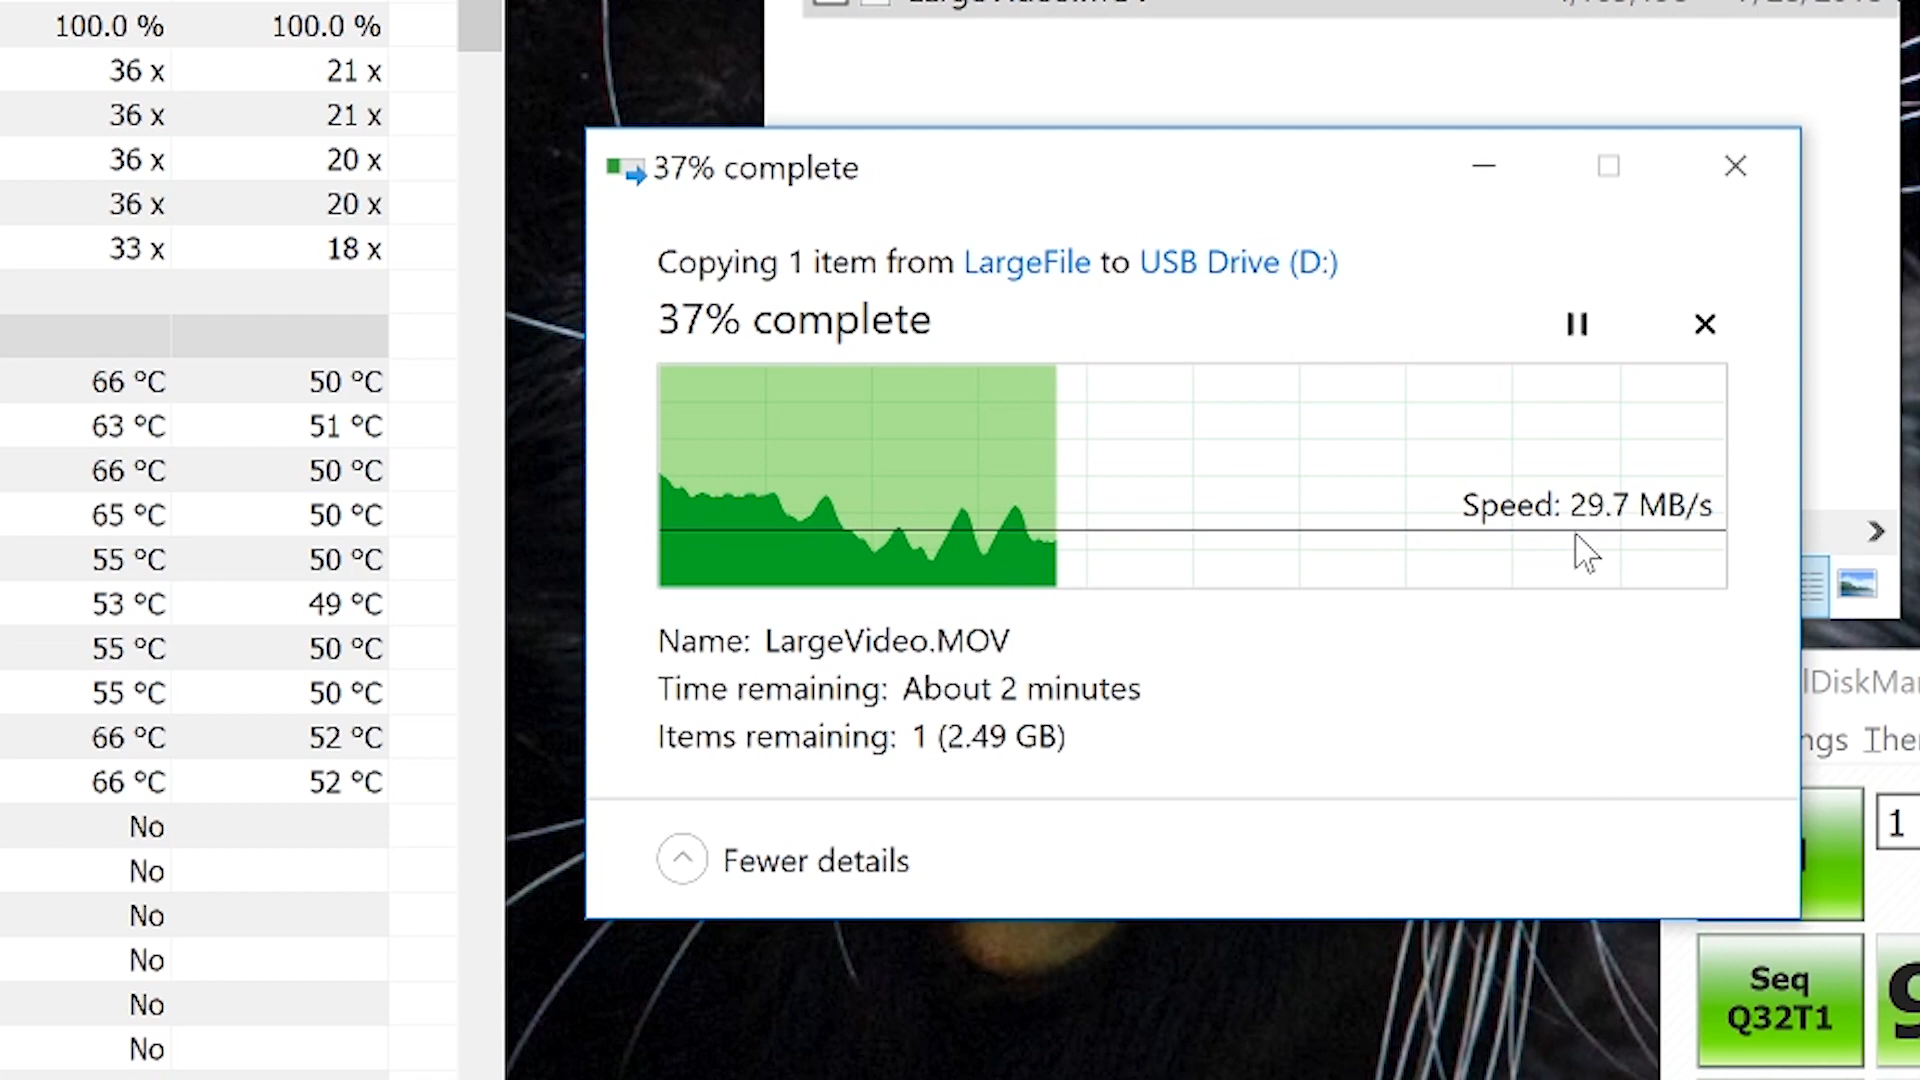 100.0 % 100.0 %
36 x 21 x
36 x 21 x
36 x 20 x
36 x 20 x
33 x 18 x
66 °C 50 °C
63 °C 51 °C
66 °C 50 °C
65 °C 50 °C
55 °C 50 °C
53 °C 49 °C
55 °C 50 °C
55 °C 50 °C
66 °C 52 °C
66 °C 52 °C
No
No
No
No
No
No
37% complete
Copying 1 item from LargeFile to USB Drive (D:)
37% complete
Speed: 29.7 MB/s
Name: LargeVideo.MOV
Time remaining: About 2 minutes
Items remaining: 1 (2.49 GB)
Fewer details
1
Seq
Q32T1